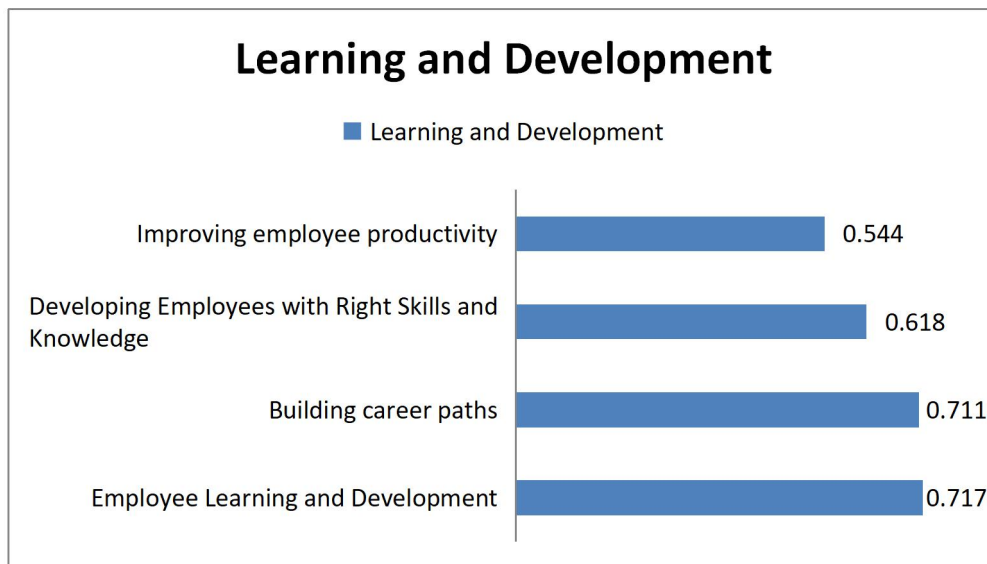 Learning and Development
Learning and Development
Improving employee productivity
0.544
Developing Employees with Right Skills and
Knowledge
0.618
Building career paths
0.711
Employee Learning and Development
0.717